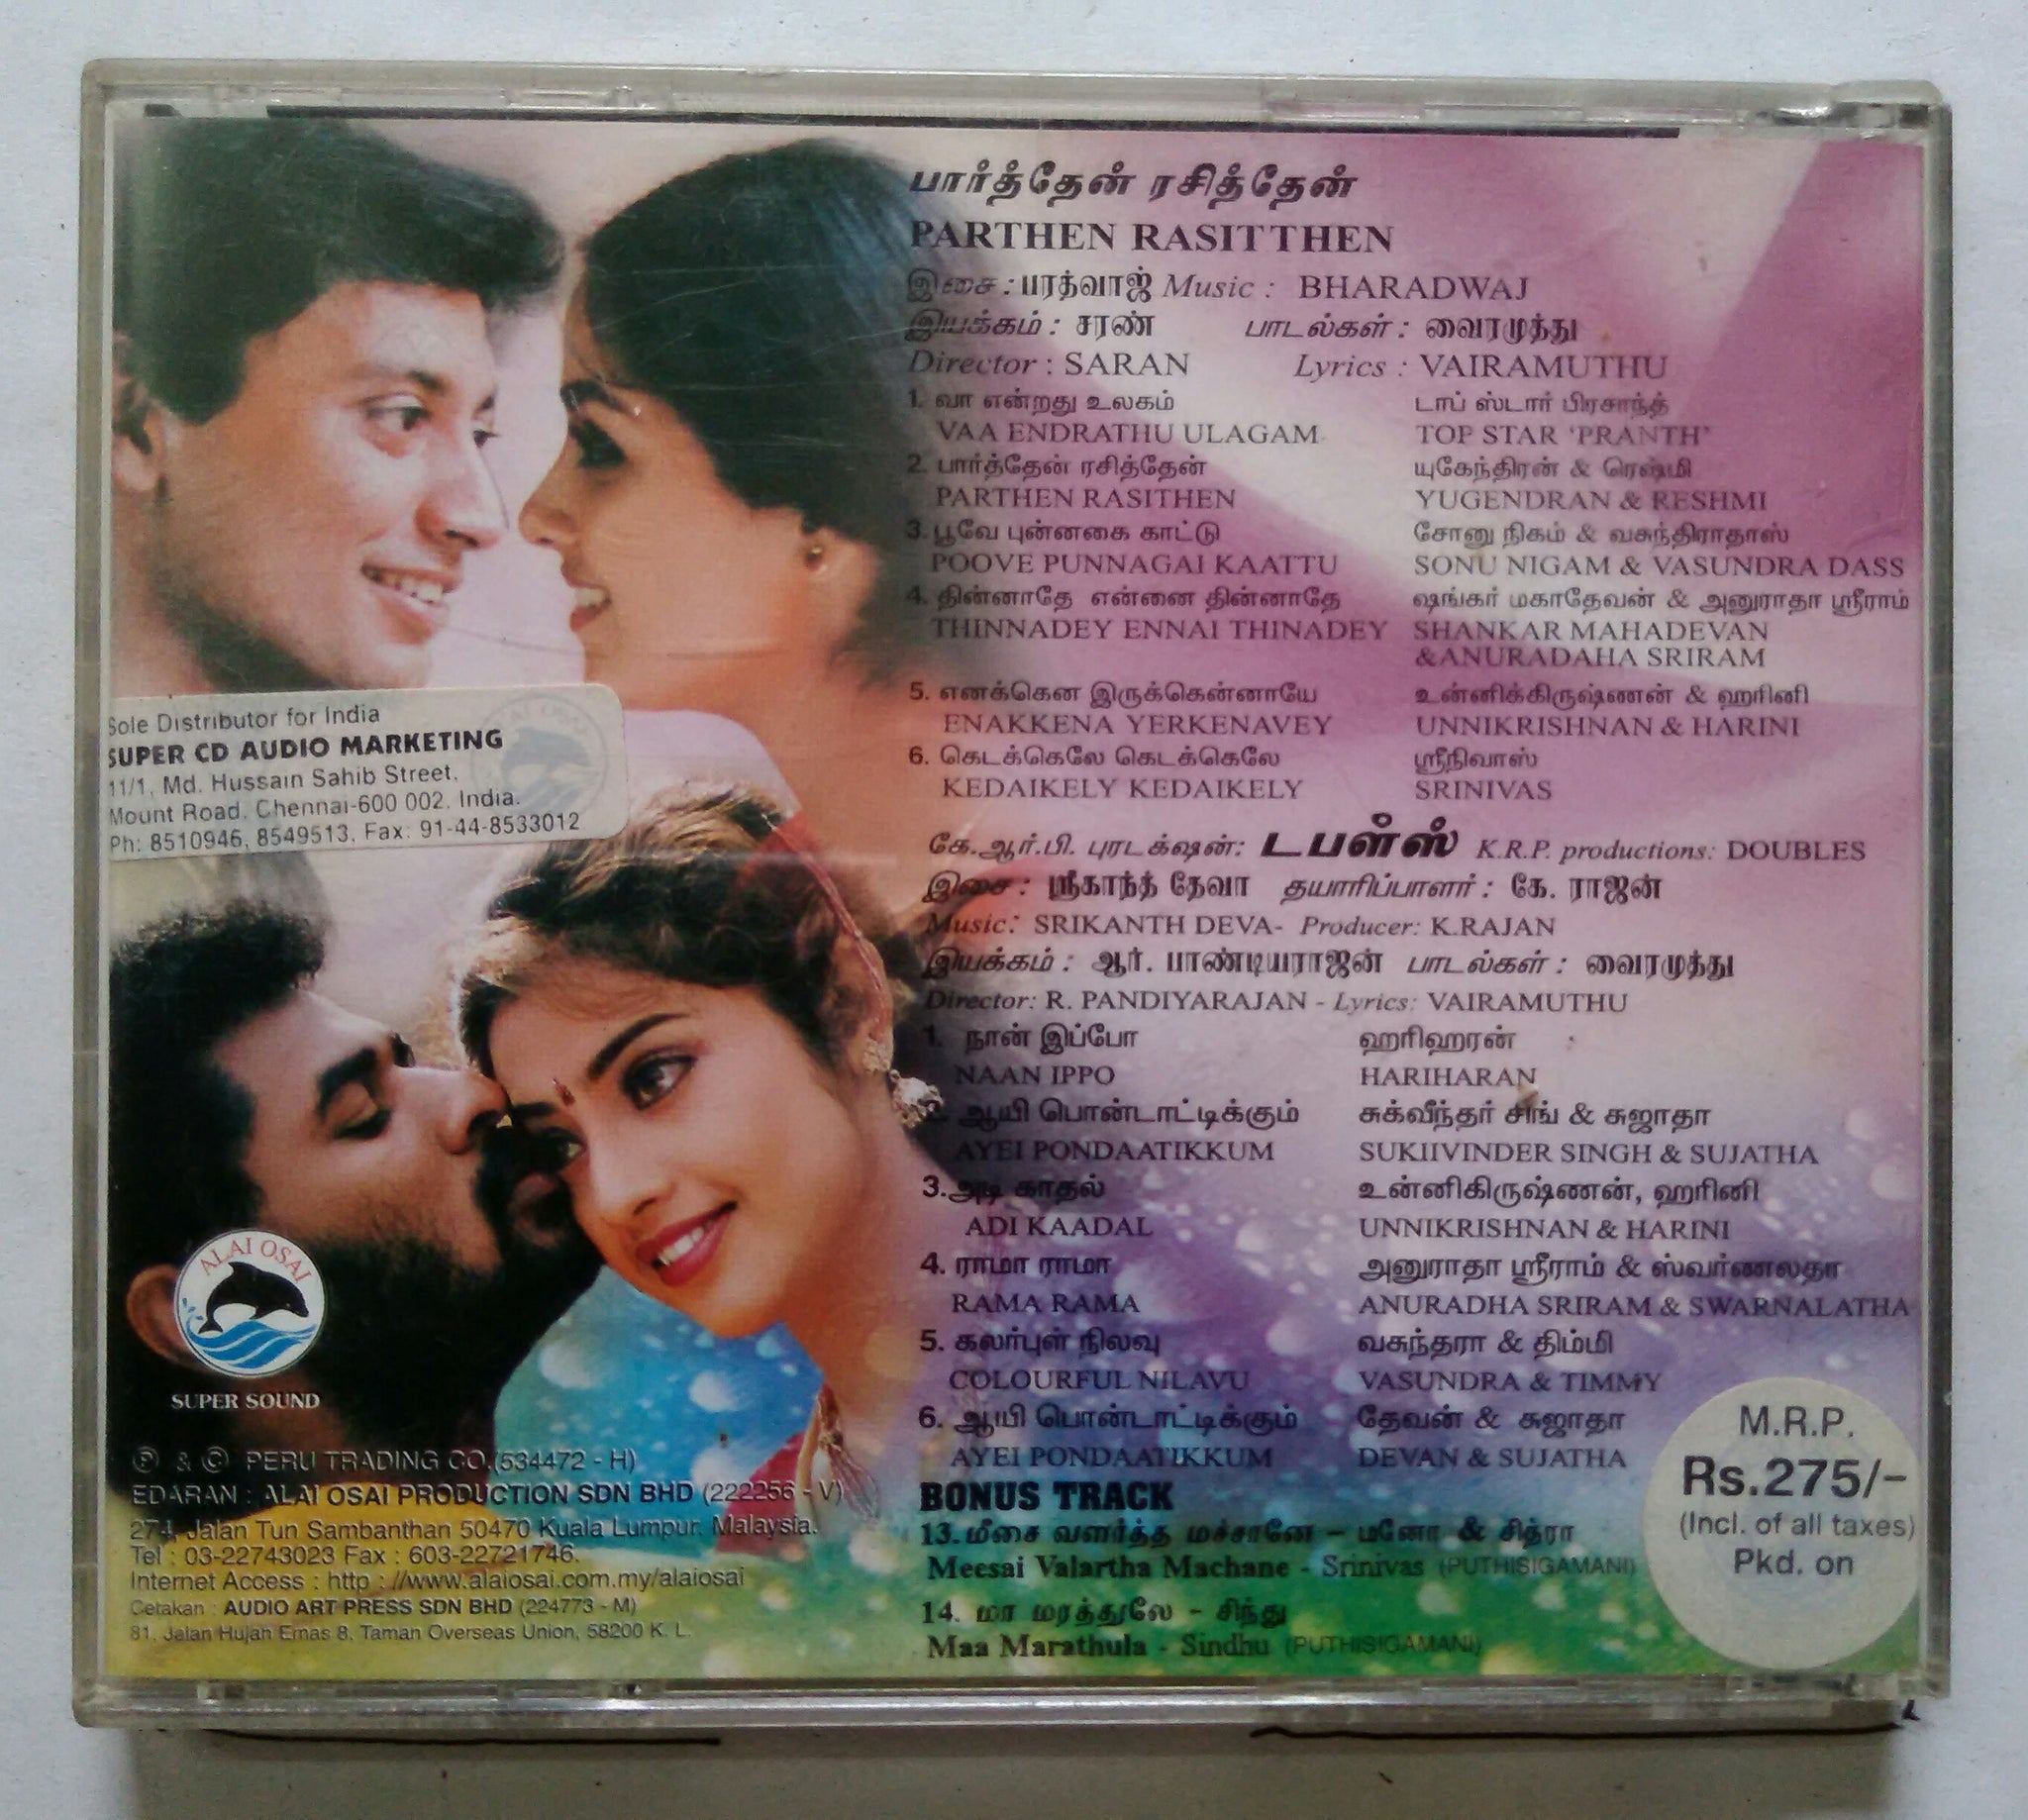 பார்த்தேன் ரசித்தேன்
PARTHEN RASITTHEN
இசை : பரத்வாஜ் Music : BHARADWAJ
இயக்கம் : சரண் பாடல்கள் : வைரமுத்து
Director : SARAN Lyrics : VAIRAMUTHU
1. வா என்றது உலகம் டாப் ஸ்டார் பிரசாந்த்
VAA ENDRATHU ULAGAM TOP STAR 'PRANTH'
2. பார்த்தேன் ரசித்தேன் யுகேந்திரன் & ரெஷ்மி
PARTHEN RASITHEN YUGENDRAN & RESHMI
3. பூவே புன்னகை காட்டு சோனு நிகம் & வசுந்திராதாஸ்
POOVE PUNNAGAI KAATTU SONU NIGAM & VASUNDRA DASS
4. தின்னாதே என்னை தின்னாதே ஷங்கர் மகாதேவன் & அனுராதா ஸ்ரீராம்
THINNADEY ENNAI THINADEY SHANKAR MAHADEVAN
&ANURADAHA SRIRAM
5. எனக்கென இருக்கென்னாயே உன்னிக்கிருஷ்ணன் & ஹரினி
ENAKKENA YERKENAVEY UNNIKRISHNAN & HARINI
6. கெடக்கெலே கெடக்கெலே ஸ்ரீநிவாஸ்
KEDAIKELY KEDAIKELY SRINIVAS
கே.ஆர்.பி. புரடக்ஷன்: டபள்ஸ் K.R.P. productions: DOUBLES
இசை : ஸ்ரீகாந்த் தேவா தயாரிப்பாளர் : கே. ராஜன்
Music: SRIKANTH DEVA- Producer: K.RAJAN
இயக்கம் : ஆர். பாண்டியராஜன் பாடல்கள் : வைரமுத்து
Director: R. PANDIYARAJAN - Lyrics: VAIRAMUTHU
1. நான் இப்போ ஹரிஹரன்
NAAN IPPO HARIHARAN
2. ஆயி பொண்டாட்டிக்கும் சுக்வீந்தர் சிங் & சுஜாதா
AYEI PONDAATIKKUM SUKIIVINDER SINGH & SUJATHA
3. அடி காதல் உன்னிகிருஷ்ணன், ஹரினி
ADI KAADAL UNNIKRISHNAN & HARINI
4. ராமா ராமா அனுராதா ஸ்ரீராம் & ஸ்வர்ணலதா
RAMA RAMA ANURADHA SRIRAM & SWARNALATHA
5. கலர்புள் நிலவு வசுந்தரா & திம்மி
COLOURFUL NILAVU VASUNDRA & TIMMY
6. ஆயி பொண்டாட்டிக்கும் தேவன் & சுஜாதா
AYEI PONDAATIKKUM DEVAN & SUJATHA
BONUS TRACK
13. மீசை வளர்த்த மச்சானே – மனோ & சித்ரா
Meesai Valartha Machane - Srinivas (PUTHISIGAMANI)
14. மா மரத்துலே - சிந்து
Maa Marathula - Sindhu (PUTHISIGAMANI)
Sole Distributor for India
SUPER CD AUDIO MARKETING
11/1, Md. Hussain Sahib Street,
Mount Road, Chennai-600 002, India.
Ph: 8510946, 8549513, Fax: 91-44-8533012
ALAI OSAI
ALAI OSAI
SUPER SOUND
℗ & © PERU TRADING CO.(534472 - H)
EDARAN : ALAI OSAI PRODUCTION SDN BHD (222256 - V)
274, Jalan Tun Sambanthan 50470 Kuala Lumpur, Malaysia.
Tel : 03-22743023 Fax : 603-22721746.
Internet Access : http ://www.alaiosai.com.my/alaiosai
Cetakan : AUDIO ART PRESS SDN BHD (224773 - M)
81, Jalan Hujah Emas 8, Taman Overseas Union, 58200 K. L.
M.R.P.
Rs.275/-
(Incl. of all taxes)
Pkd. on